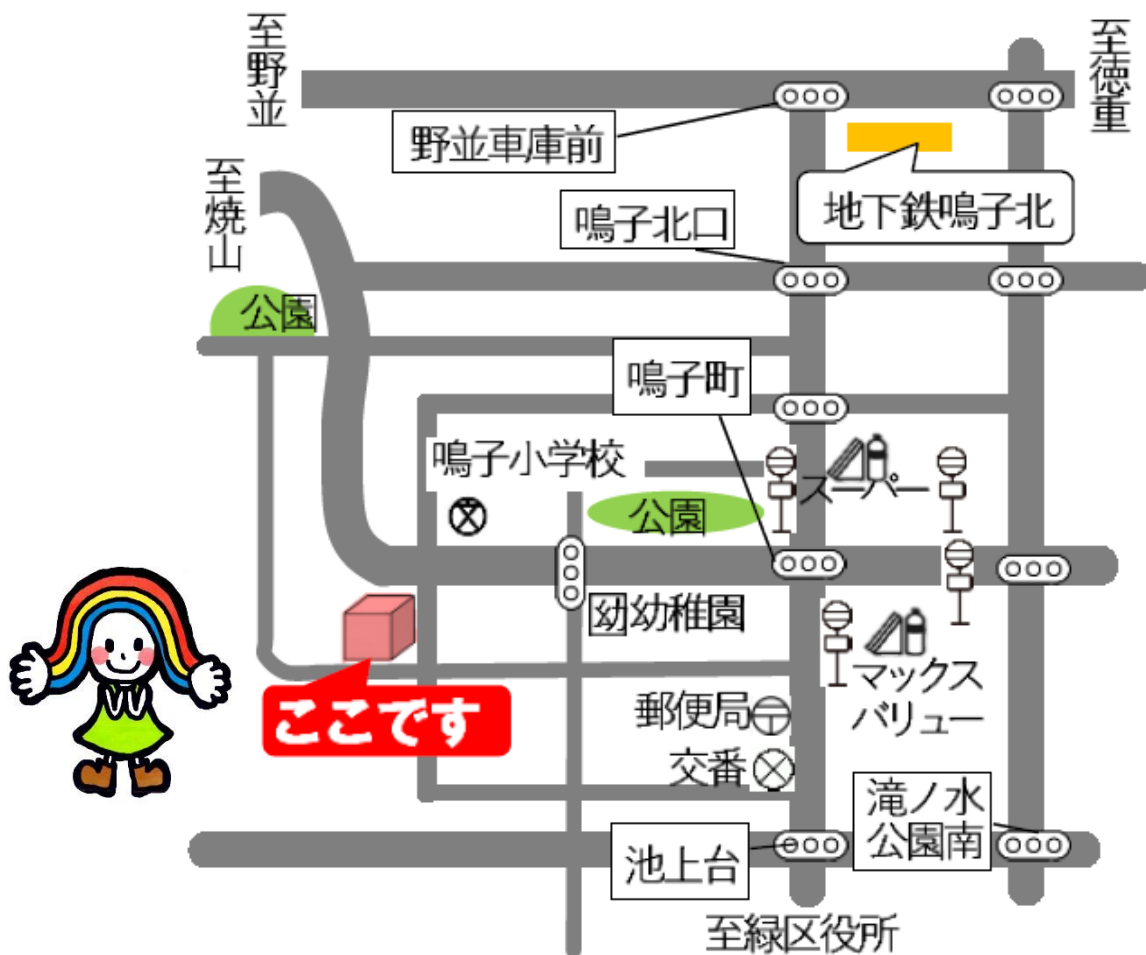 至野並
至徳重
野並車庫前
至焼山
地下鉄鳴子北
鳴子北口
公園
鳴子町
鳴子小学校
スーパー
公園
幼幼稚園
マックス
バリュー
ここです
郵便局
交番
滝ノ水
公園南
池上台
至緑区役所